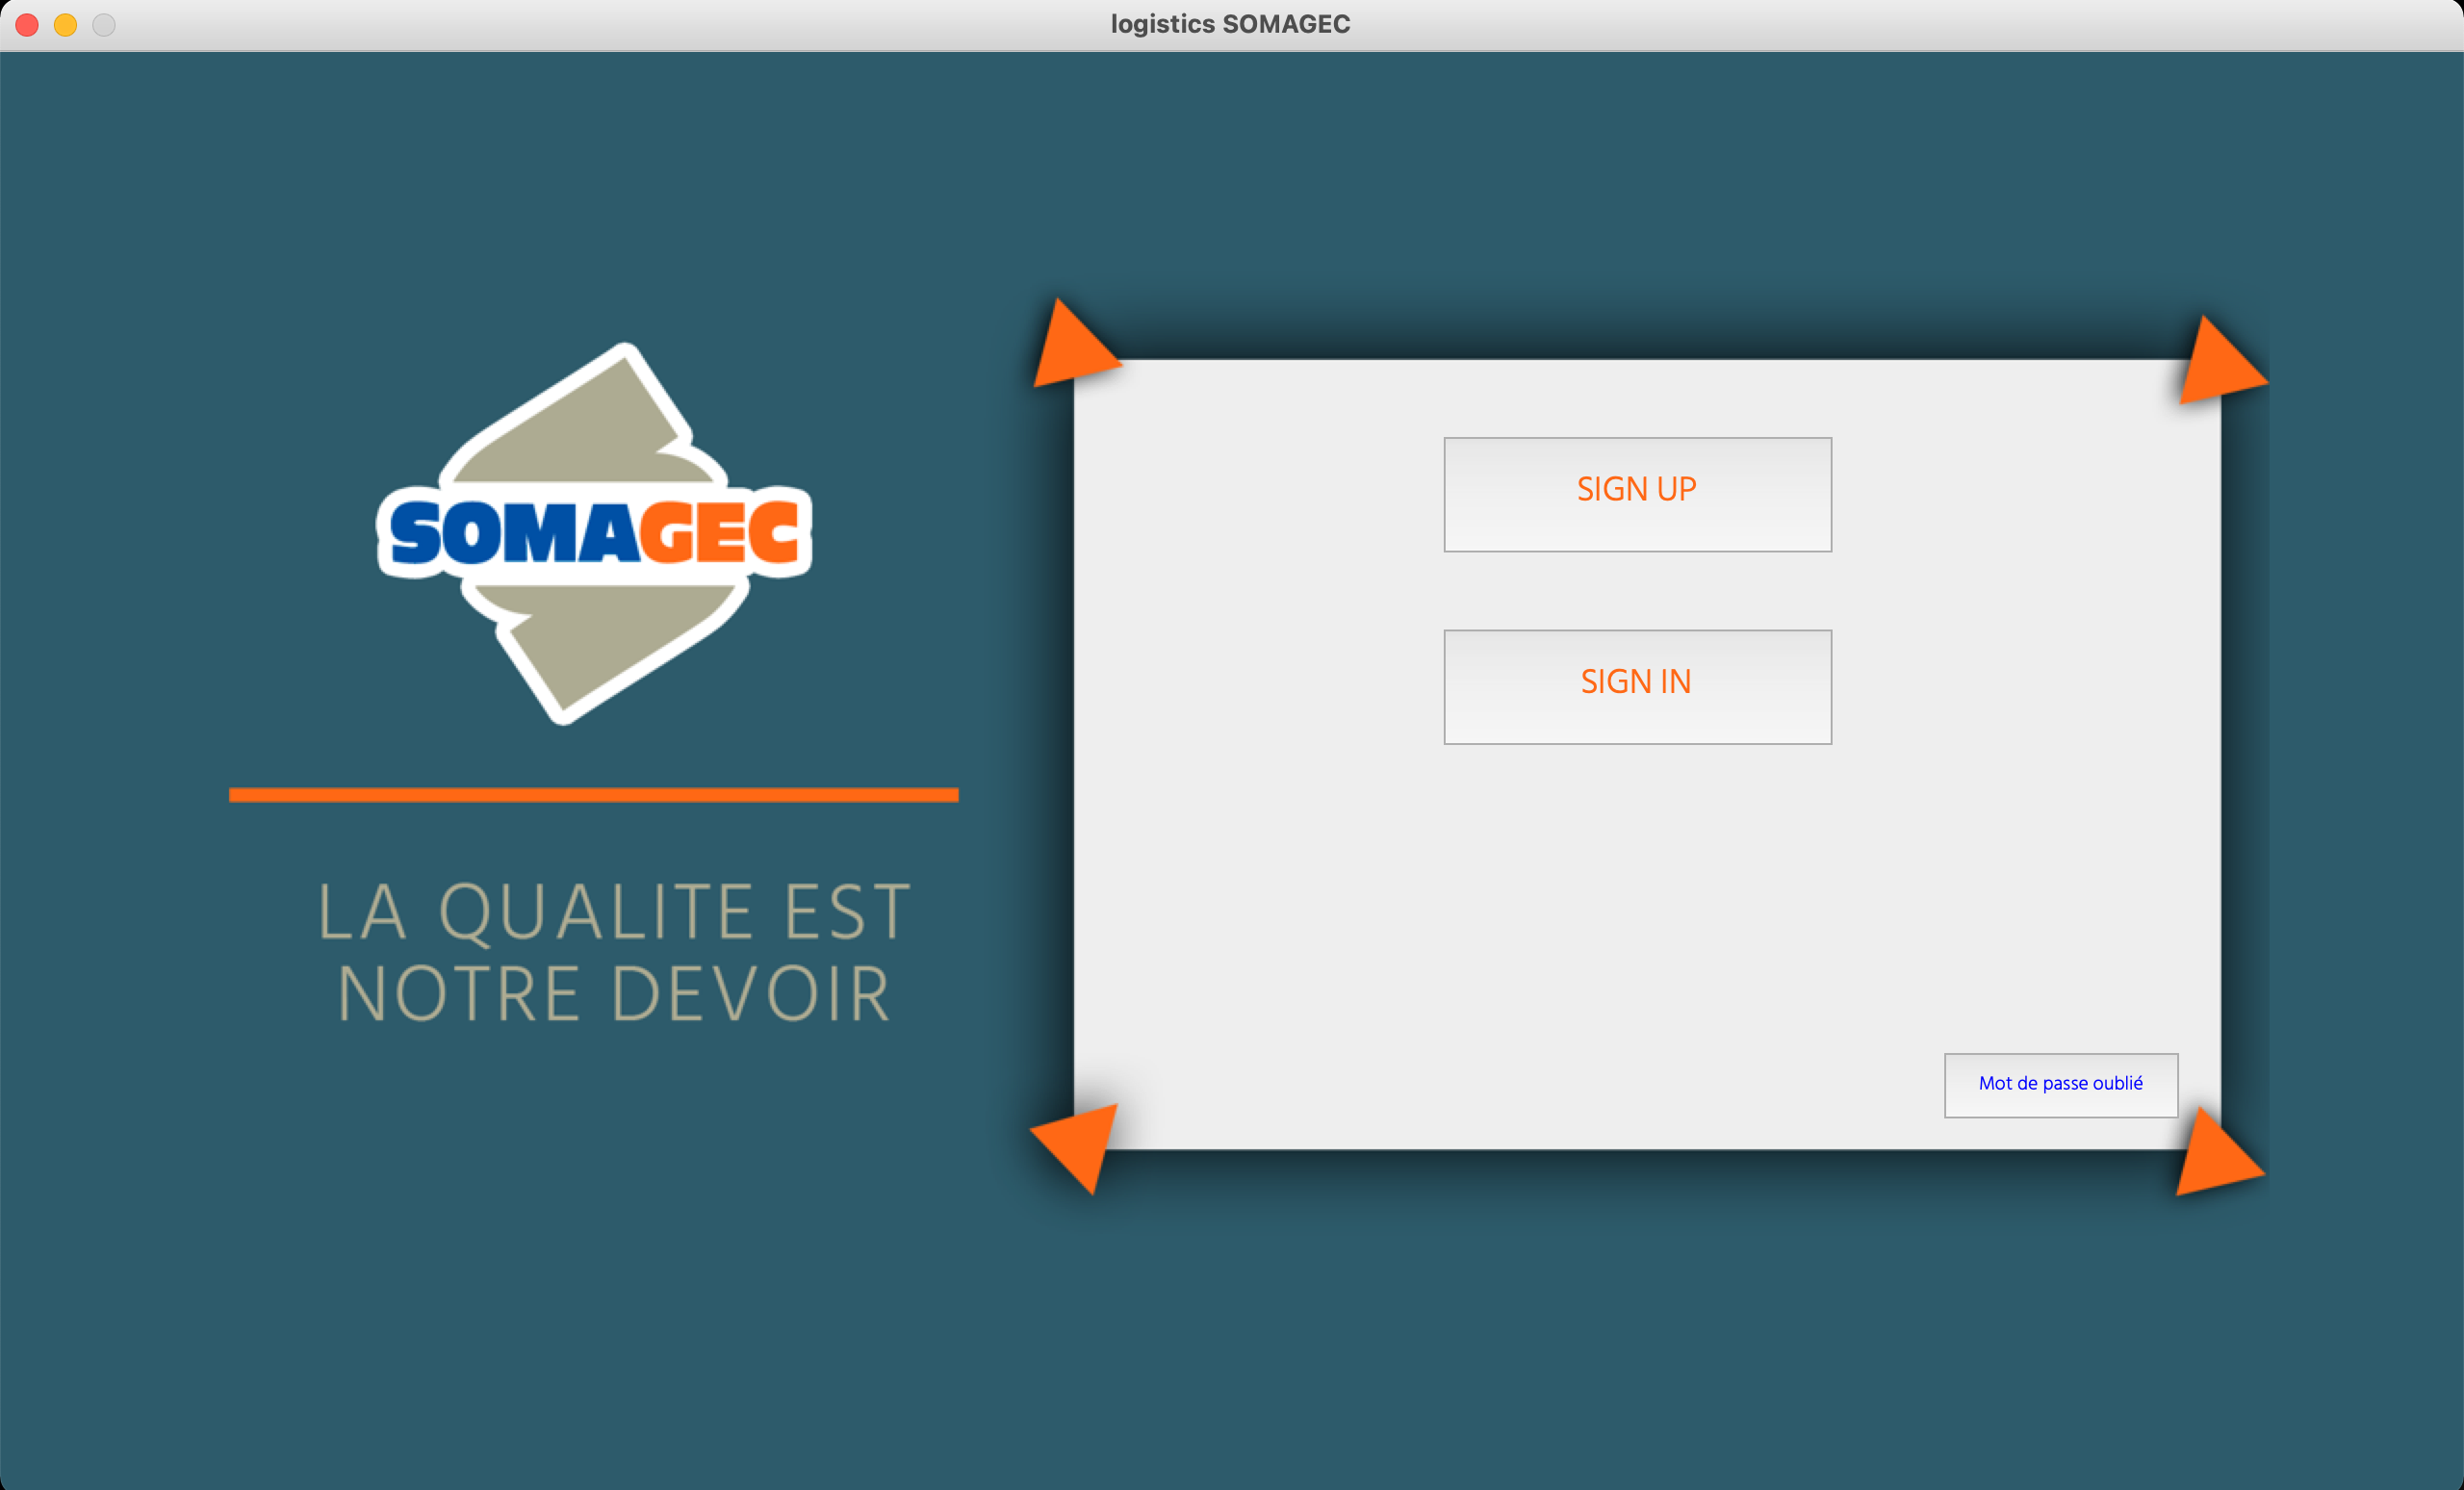 logistics SOMAGEC
SOMAGEC
LA QUALITE EST
NOTRE DEVOIR
SIGN UP
SIGN IN
Mot de passe oublié